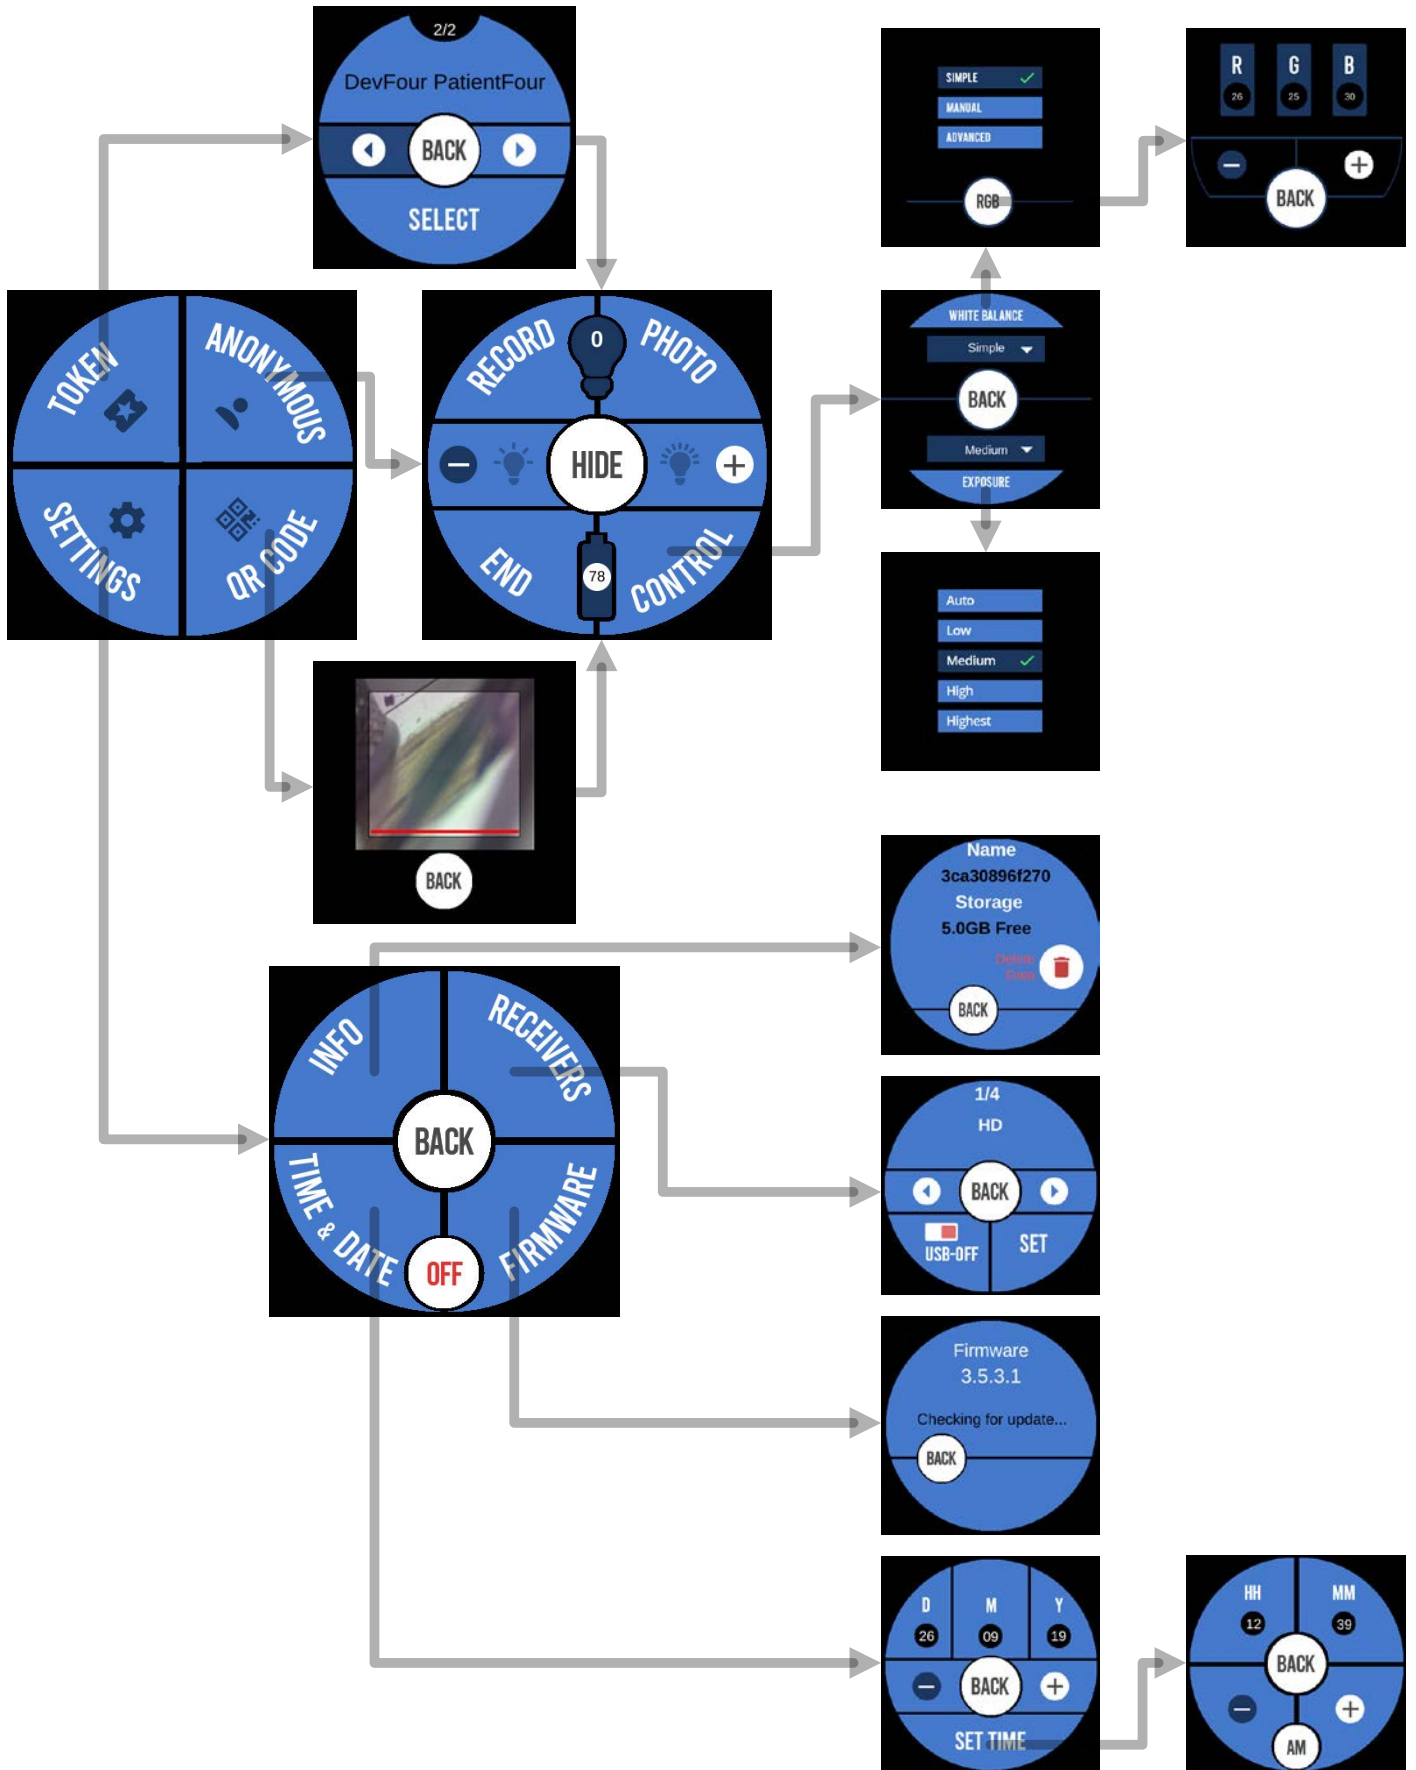 2/2
DevFour PatientFour
BACK
SELECT
SIMPLE
MANUAL
ADVANCED
RGB
R G B
26 25 30
BACK
TOKEN
ANONYMOUS
SETTINGS
QR CODE
RECORD
0
PHOTO
HIDE
END
78
CONTROL
WHITE BALANCE
Simple
BACK
Medium
EXPOSURE
Auto
Low
Medium
High
Highest
BACK
Name
3ca30896f270
Storage
5.0GB Free
Delete
Data
BACK
INFO
RECEIVERS
BACK
TIME & DATE
OFF
FIRMWARE
1/4
HD
BACK
USB-OFF
SET
Firmware
3.5.3.1
Checking for update...
BACK
D M Y
26 09 19
BACK
SET TIME
HH MM
12 39
BACK
AM